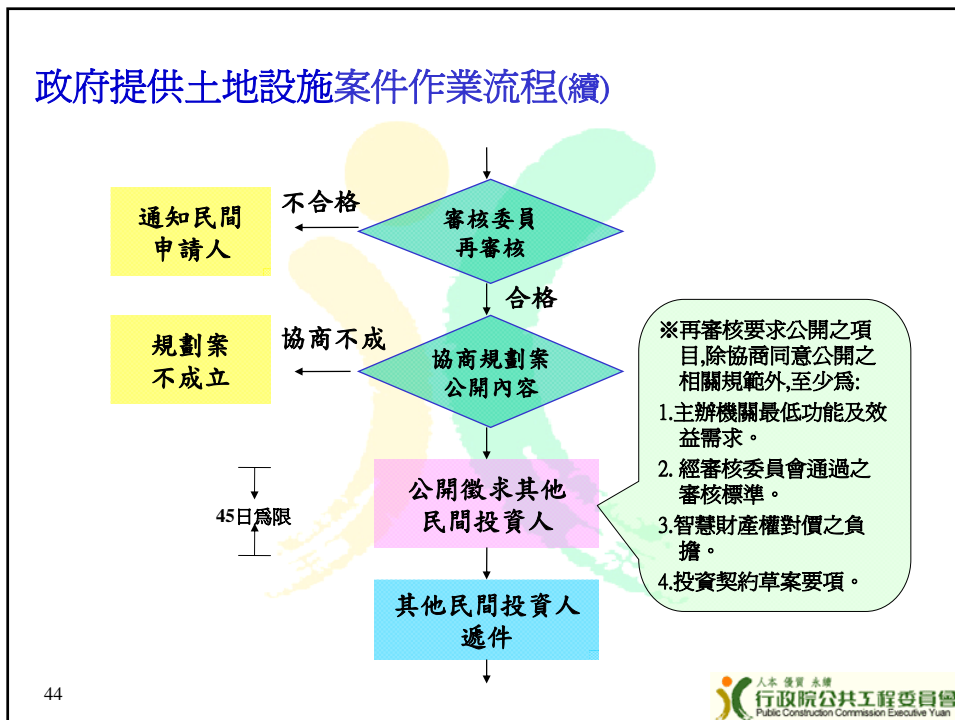 政府提供土地設施案件作業流程(續)
審核委員
再審核
不合格
通知民間
申請人
合格
協商規劃案
公開內容
協商不成
規劃案
不成立
公開徵求其他
民間投資人
45日為限
※再審核要求公開之項
目,除協商同意公開之
相關規範外,至少為:
1.主辦機關最低功能及效
益需求。
2. 經審核委員會通過之
審核標準。
3.智慧財產權對價之負
擔。
4.投資契約草案要項。
其他民間投資人
遞件
44
人本 優質 永續
行政院公共工程委員會
Public Construction Commission Executive Yuan